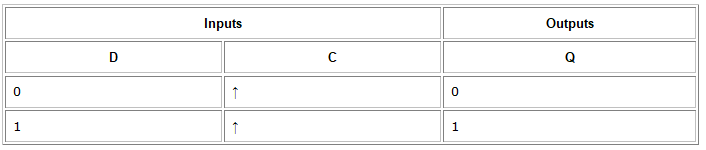 Inputs Outputs
D C Q
0 ↑ 0
1 ↑ 1